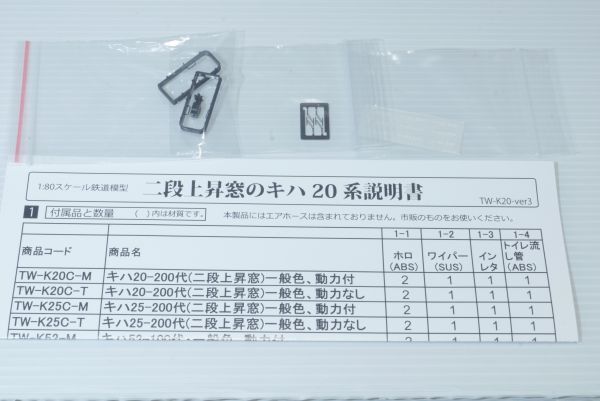 1:80スケール鉄道模型 二段上昇窓のキハ20系説明書 TW-K20-ver3
1 付属品と数量 ( )内は材質です。 本製品にはエアホースは含まれておりません。市販のものをお使いください。
1-1 1-2 1-3 1-4
商品コード 商品名 ホロ (ABS) ワイパー (SUS) インレタ トイレ流し管 (ABS)
TW-K20C-M キハ20-200代(二段上昇窓)一般色、動力付 2 1 1 1
TW-K20C-T キハ20-200代(二段上昇窓)一般色、動力なし 2 1 1 1
TW-K25C-M キハ25-200代(二段上昇窓)一般色、動力付 2 1 1 1
TW-K25C-T キハ25-200代(二段上昇窓)一般色、動力なし 2 1 1 1